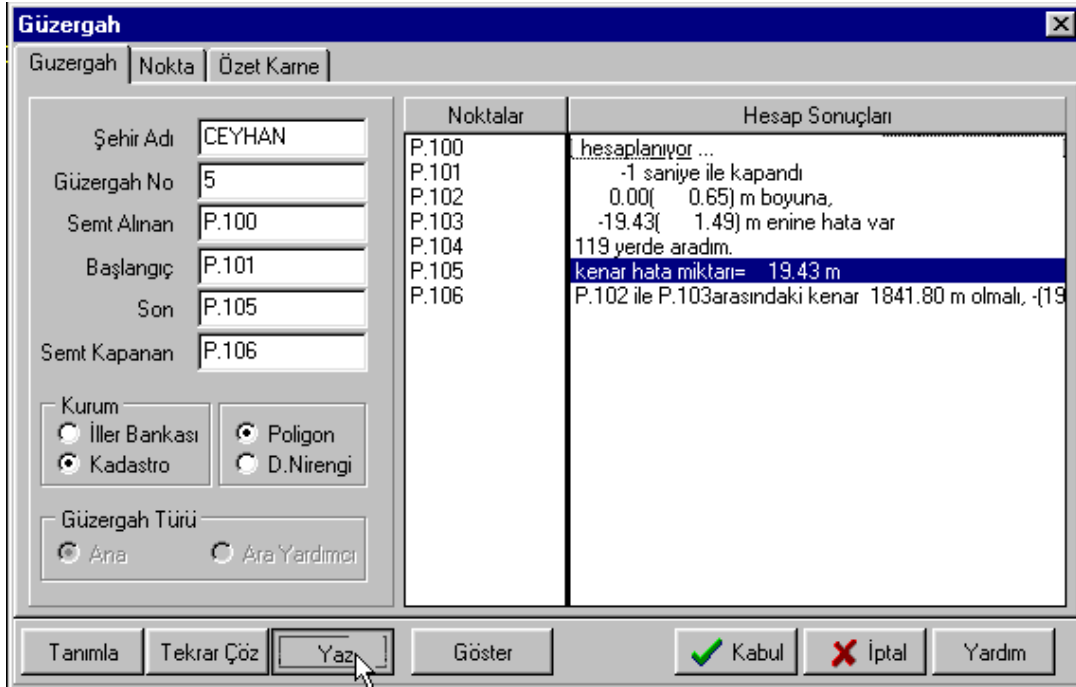 Güzergah
Guzergah Nokta Özet Karne
Şehir Adı CEYHAN
Güzergah No 5
Semt Alınan P.100
Başlangıç P.101
Son P.105
Semt Kapanan P.106
Kurum
İller Bankası
Kadastro
Poligon
D.Nirengi
Güzergah Türü
Ana Ara Yardımcı
Noktalar
P.100
P.101
P.102
P.103
P.104
P.105
P.106
Hesap Sonuçları
hesaplanıyor ...
-1 saniye ile kapandı
0.00( 0.65) m boyuna,
-19.43( 1.49) m enine hata var
119 yerde aradım.
kenar hata miktarı= 19.43 m
P.102 ile P.103arasındaki kenar 1841.80 m olmalı, -(19
Tanımla Tekrar Çöz Yaz Göster Kabul İptal Yardım